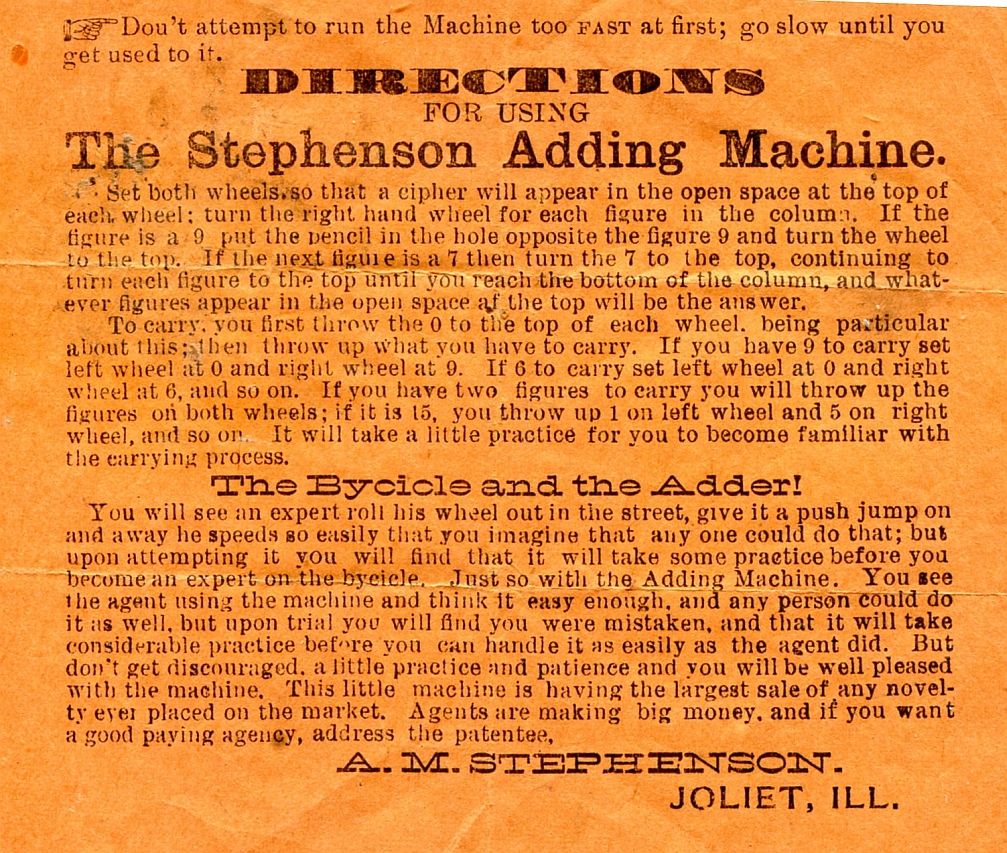 ☞ Don't attempt to run the Machine too FAST at first; go slow until you
get used to it.
DIRECTIONS
FOR USING
The Stephenson Adding Machine.
Set both wheels so that a cipher will appear in the open space at the top of
each wheel; turn the right hand wheel for each figure in the column. If the
figure is a 9 put the pencil in the hole opposite the figure 9 and turn the wheel
to the top. If the next figure is a 7 then turn the 7 to the top, continuing to
turn each figure to the top until you reach the bottom of the column, and what-
ever figures appear in the open space at the top will be the answer.
To carry, you first throw the 0 to the top of each wheel. being particular
about this; then throw up what you have to carry. If you have 9 to carry set
left wheel at 0 and right wheel at 9. If 6 to carry set left wheel at 0 and right
wheel at 6, and so on. If you have two figures to carry you will throw up the
figures on both wheels; if it is 15, you throw up 1 on left wheel and 5 on right
wheel, and so on. It will take a little practice for you to become familiar with
the carrying process.
The Bycicle and the Adder!
You will see an expert roll his wheel out in the street, give it a push jump on
and away he speeds so easily that you imagine that any one could do that; but
upon attempting it you will find that it will take some practice before you
become an expert on the bycicle. Just so with the Adding Machine. You see
the agent using the machine and think it easy enough, and any person could do
it as well, but upon trial you will find you were mistaken, and that it will take
considerable practice before you can handle it as easily as the agent did. But
don't get discouraged. a little practice and patience and you will be well pleased
with the machine. This little machine is having the largest sale of any novel-
ty ever placed on the market. Agents are making big money. and if you want
a good paying agency, address the patentee,
A. M. STEPHENSON.
JOLIET, ILL.